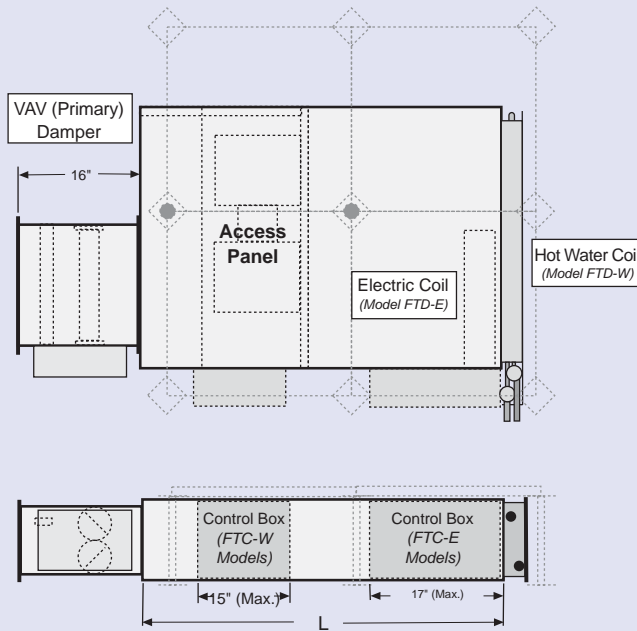 VAV (Primary)
Damper
16"
Access
Panel
Electric Coil
(Model FTD-E)
Hot Water Coi
(Model FTD-W)
Control Box
(FTC-W
Models)
Control Box
(FTC-E
Models)
15" (Max.)
17" (Max.)
L